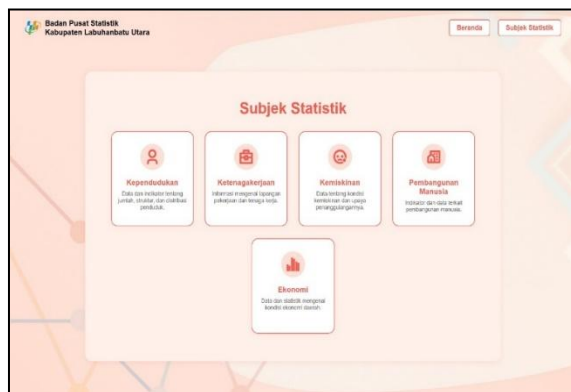 Badan Pusat Statistik
Kabupaten Labuhanbatu Utara
Beranda
Subjek Statistik
Subjek Statistik
Kependudukan
Data dan indikator tentang
jumlah, struktur, dan distribusi
penduduk.
Ketenagakerjaan
Informasi mengenai lapangan
pekerjaan dan tenaga kerja.
Kemiskinan
Data tentang kondisi
kemiskinan dan upaya
penanggulangannya.
Pembangunan
Manusia
Indikator dan data terkait
pembangunan manusia.
Ekonomi
Data dan statistik mengenai
kondisi ekonomi daerah.